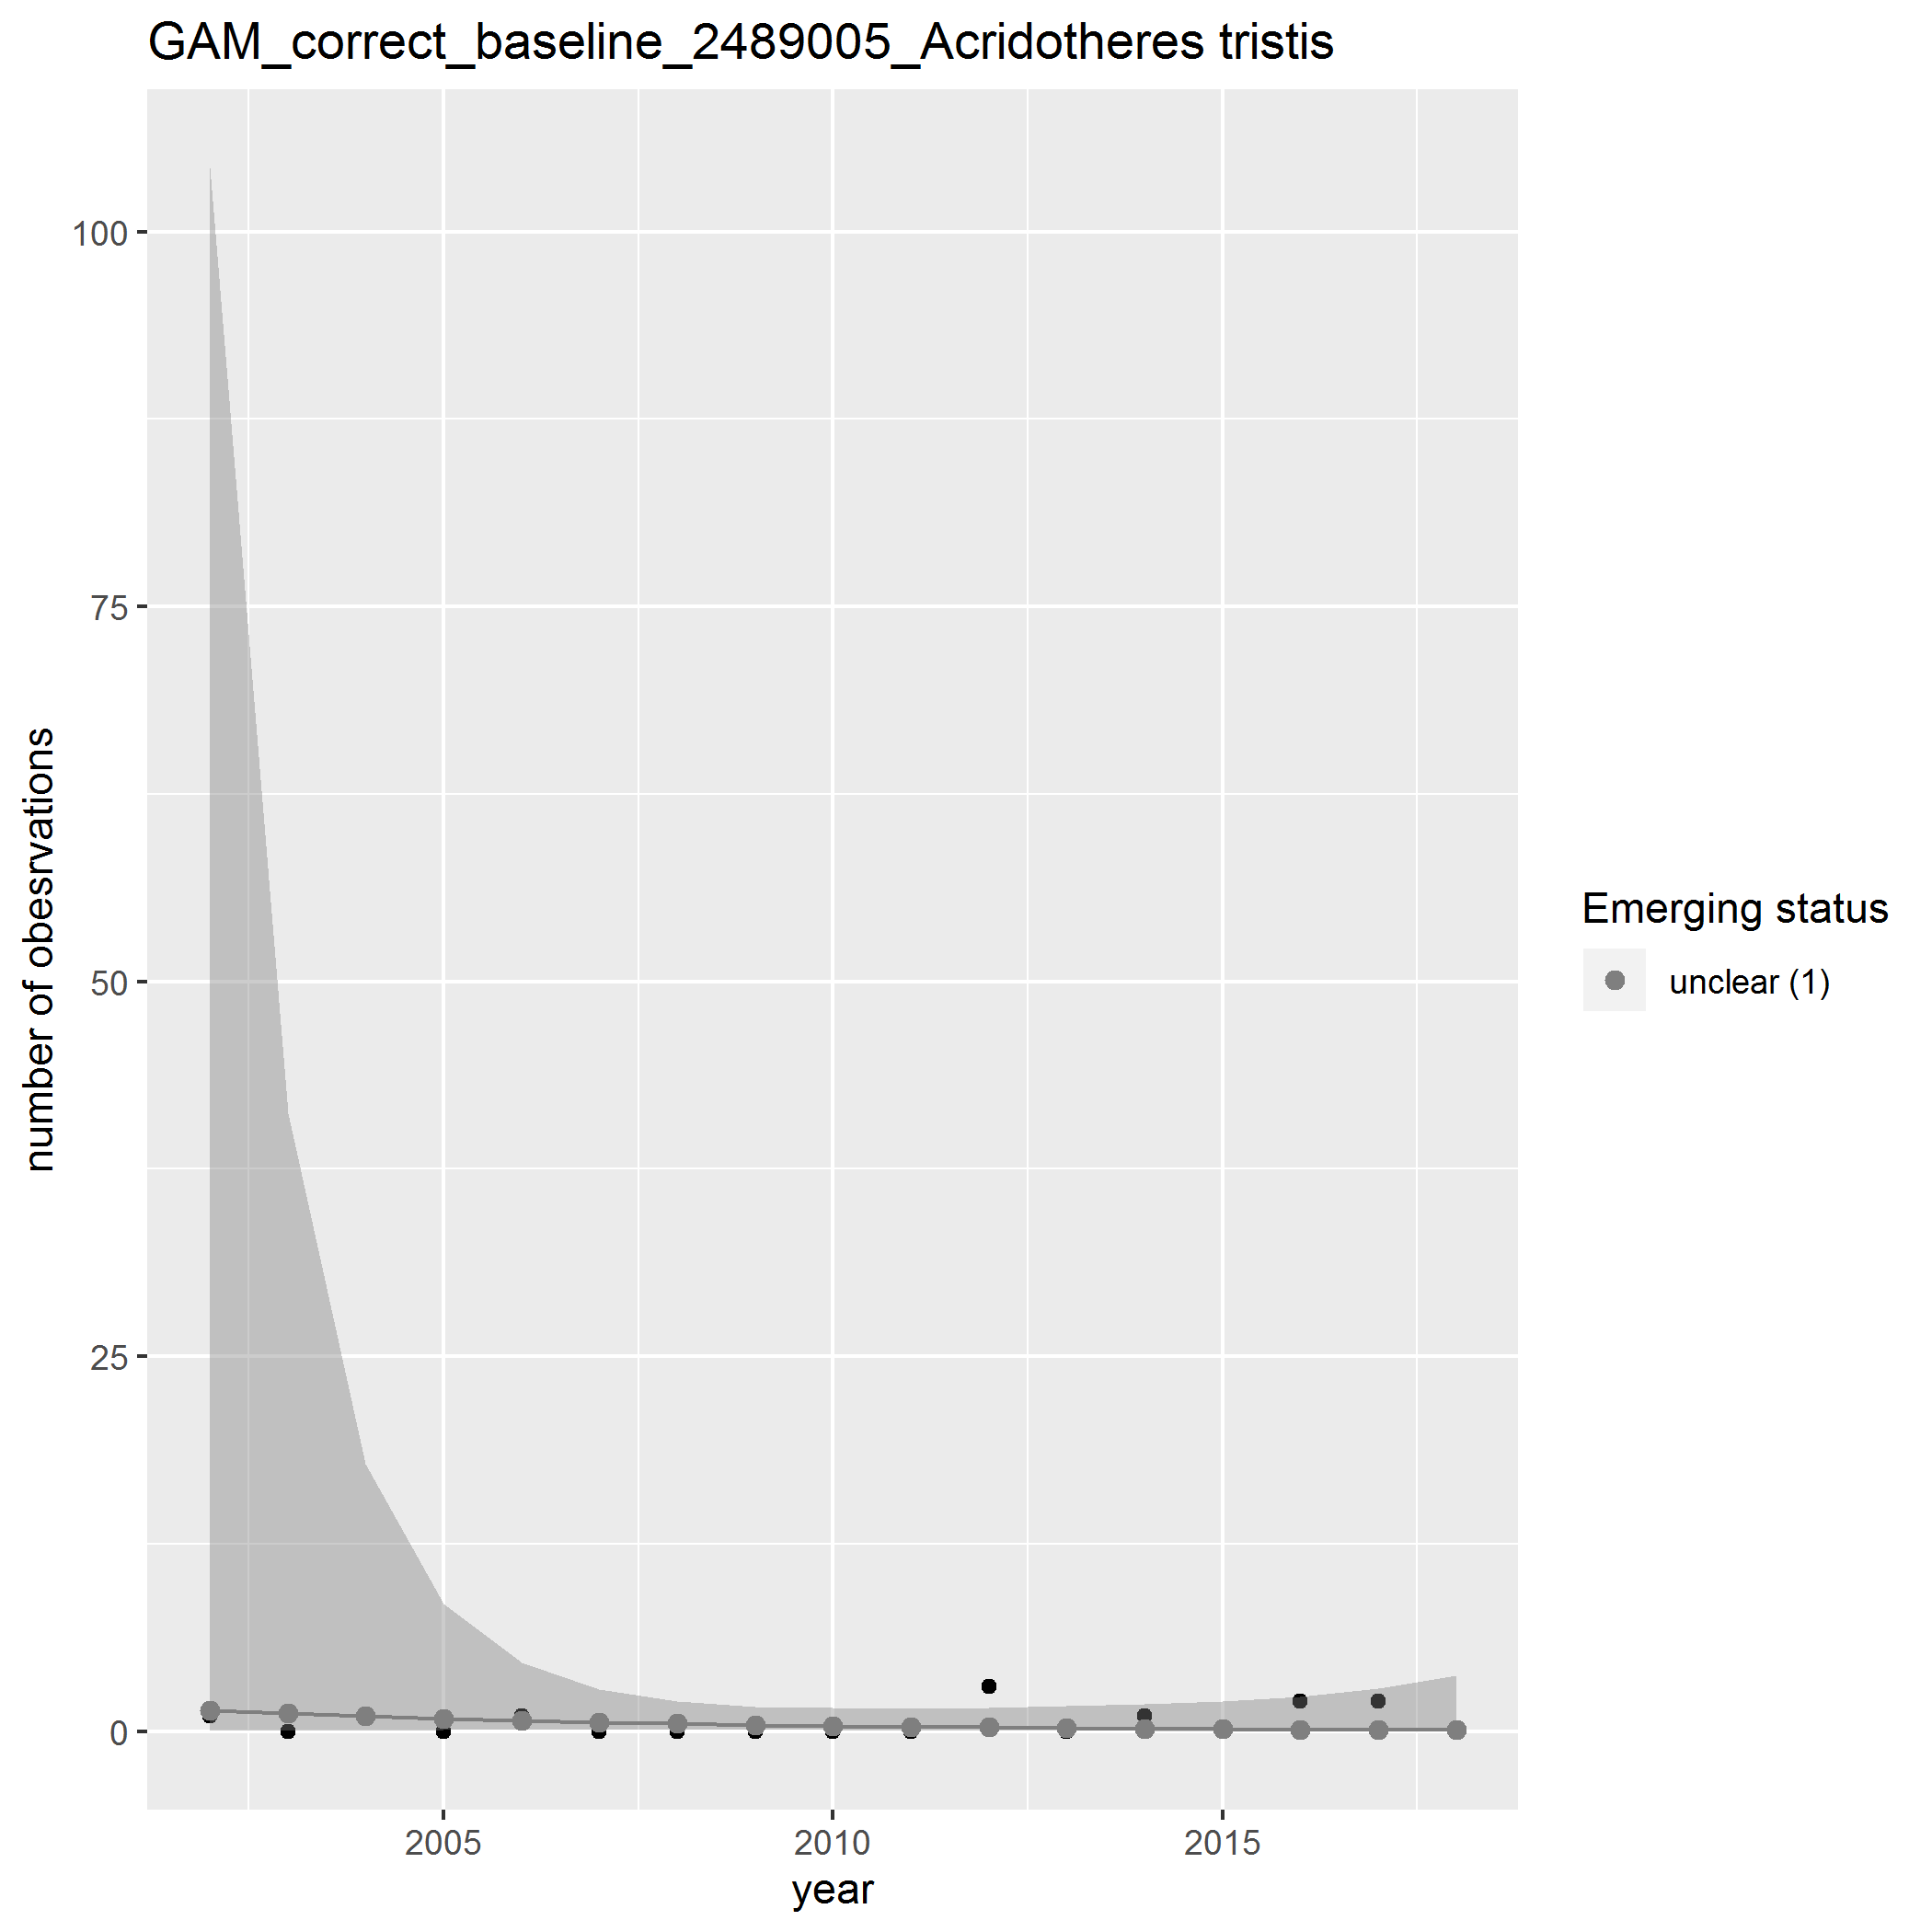 GAM_correct_baseline_2489005_Acridotheres tristis
100
75
50
25
0
number of obesrvations
2005
2010
2015
year
Emerging status
unclear (1)